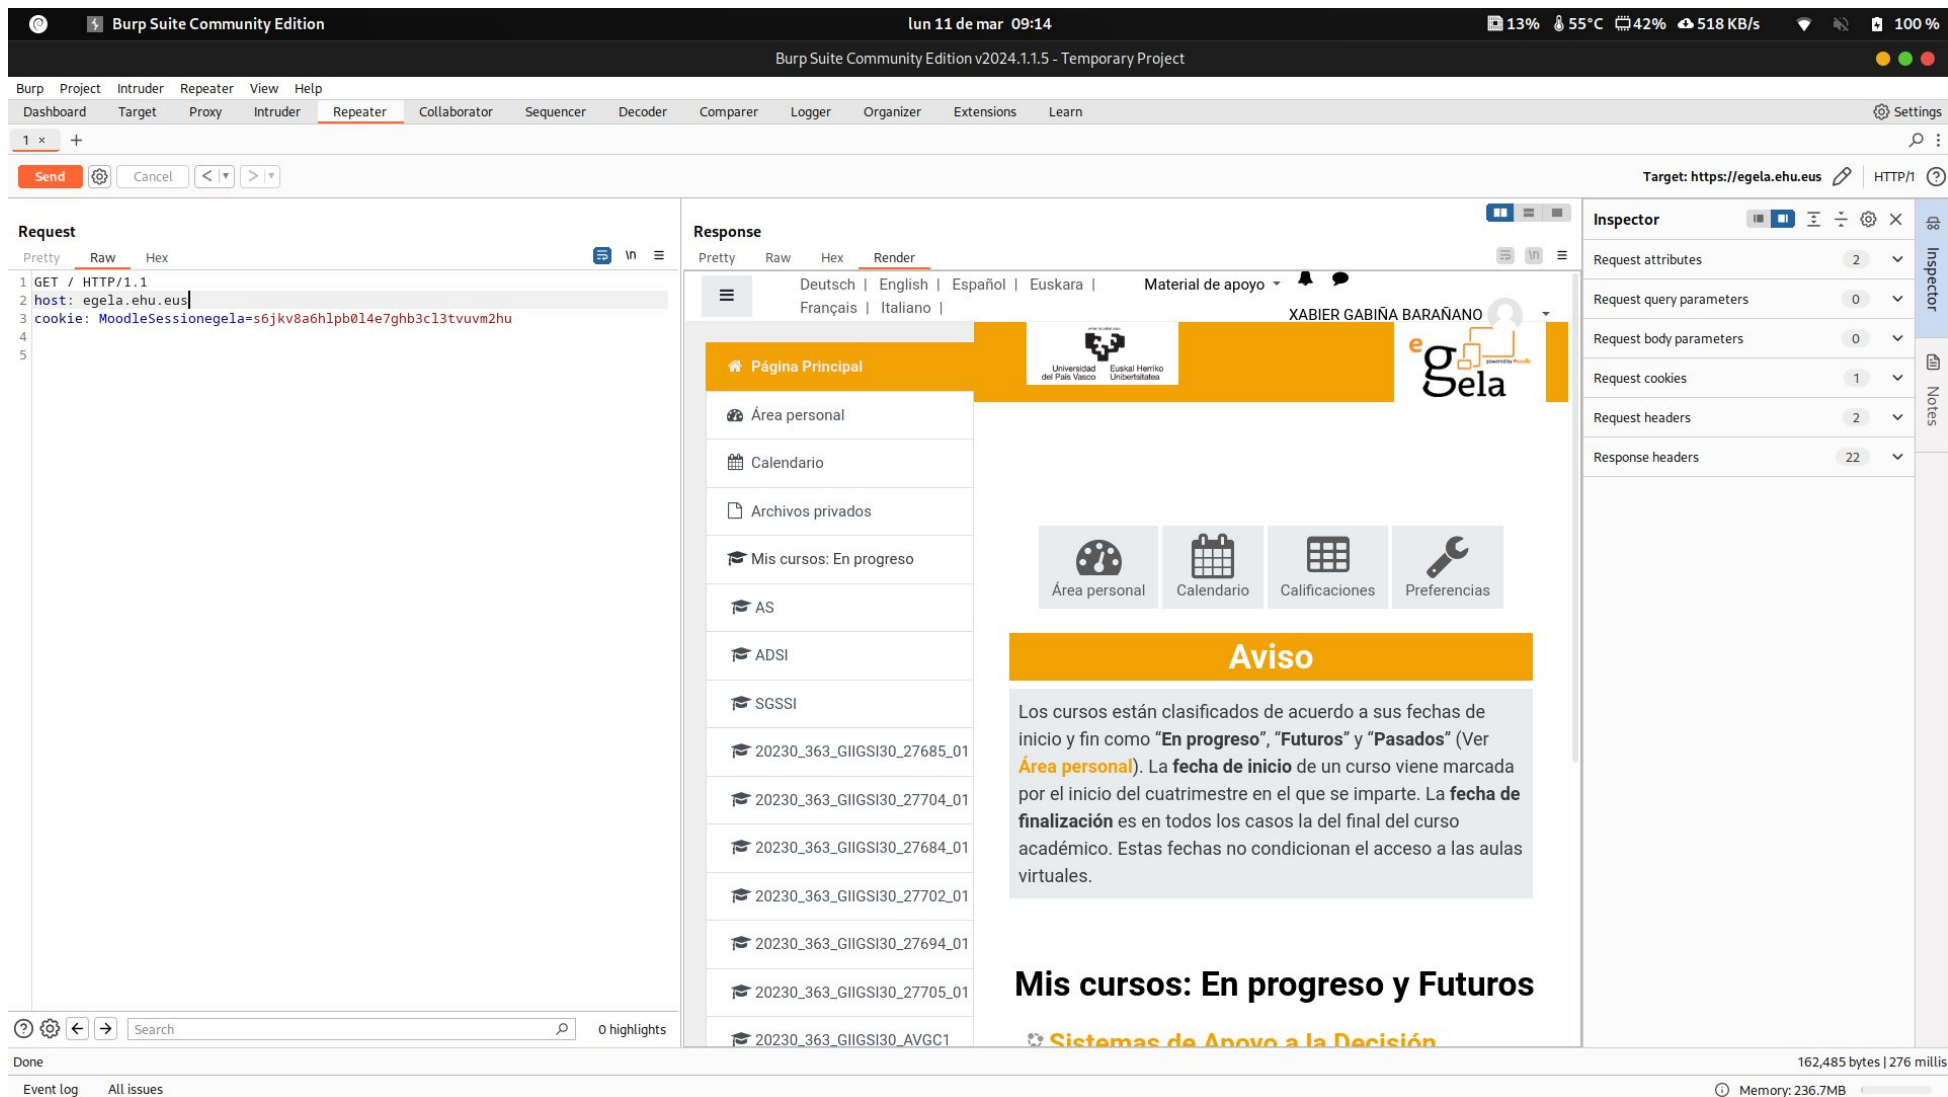 Burp Suite Community Edition
lun 11 de mar 09:14
13% 55°C 42% 518 KB/s 100 %
Burp Suite Community Edition v2024.1.1.5 - Temporary Project
Burp Project Intruder Repeater View Help
Dashboard Target Proxy Intruder Repeater Collaborator Sequencer Decoder Comparer Logger Organizer Extensions Learn Settings
1 × +
Send Cancel < > Target: https://egela.ehu.eus HTTP/1 ?
Request
Pretty Raw Hex \n
1 GET / HTTP/1.1
2 host: egela.ehu.eus
3 cookie: MoodleSessionegela=s6jkv8a6hlpb0l4e7ghb3cl3tvuvm2hu
4
5
? Search 0 highlights
Response
Pretty Raw Hex Render \n
Deutsch | English | Español | Euskara |
Français | Italiano |
Material de apoyo
XABIER GABIÑA BARAÑANO
Universidad del País Vasco
Euskal Herriko Unibertsitatea
eGela
Página Principal
Área personal
Calendario
Archivos privados
Mis cursos: En progreso
AS
ADSI
SGSSI
20230_363_GIIGSI30_27685_01
20230_363_GIIGSI30_27704_01
20230_363_GIIGSI30_27684_01
20230_363_GIIGSI30_27702_01
20230_363_GIIGSI30_27694_01
20230_363_GIIGSI30_27705_01
20230_363_GIIGSI30_AVGC1
Área personal Calendario Calificaciones Preferencias
Aviso
Los cursos están clasificados de acuerdo a sus fechas de
inicio y fin como “En progreso”, “Futuros” y “Pasados” (Ver
Área personal). La fecha de inicio de un curso viene marcada
por el inicio del cuatrimestre en el que se imparte. La fecha de
finalización es en todos los casos la del final del curso
académico. Estas fechas no condicionan el acceso a las aulas
virtuales.
Mis cursos: En progreso y Futuros
Sistemas de Apoyo a la Decisión
Inspector
Request attributes 2
Request query parameters 0
Request body parameters 0
Request cookies 1
Request headers 2
Response headers 22
Inspector
Notes
Done
162,485 bytes | 276 millis
Event log All issues
Memory: 236.7MB